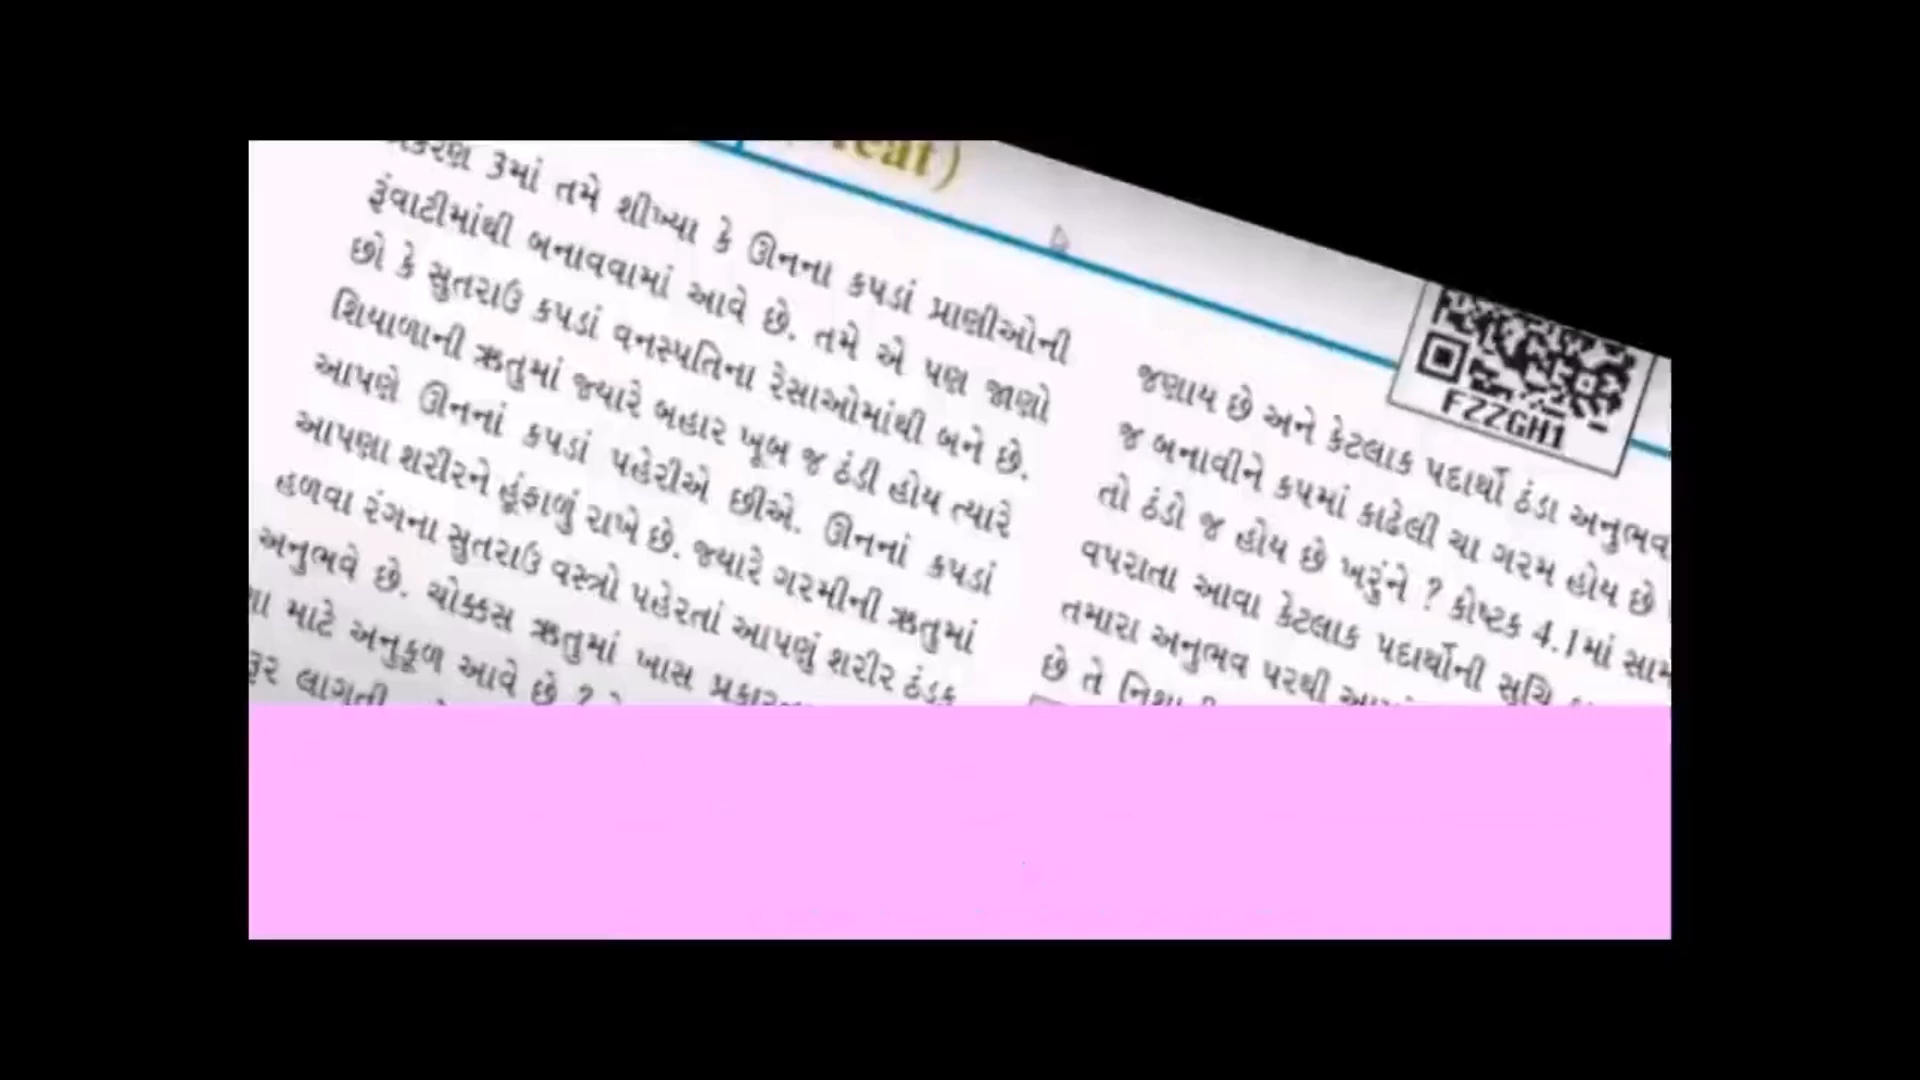 eat)
FZZGH1
3માં તમે શીખ્યા કે ઊનના કપડાં પ્રાણીઓની
રૂંવાટીમાંથી બનાવવામાં આવે છે. તમે એ પણ જાણો
છો કે સુતરાઉ કપડાં વનસ્પતિના રેસાઓમાંથી બને છે.
શિયાળાની ઋતુમાં જ્યારે બહાર ખૂબ જ ઠંડી હોય ત્યારે
આપણે ઊનનાં કપડાં પહેરીએ છીએ. ઊનનાં કપડાં
આપણા શરીરને હૂંફાળું રાખે છે. જ્યારે ગરમીની ઋતુમાં
હળવા રંગના સુતરાઉ વસ્ત્રો પહેરતાં આપણું શરીર ઠંડક
અનુભવે છે. ચોક્કસ ઋતુમાં ખાસ
માટે અનુકૂળ આવે છે ?
લાગતી
જણાય છે અને કેટલાક પદાર્થો ઠંડા અનુભવ
જ બનાવીને કપમાં કાઢેલી ચા ગરમ હોય છે
તો ઠંડો જ હોય છે ખરુંને ? કોષ્ટક 4.1માં
વપરાતા આવા કેટલાક પદાર્થોની સૂચિ
તમારા અનુભવ પરથી
છે તે